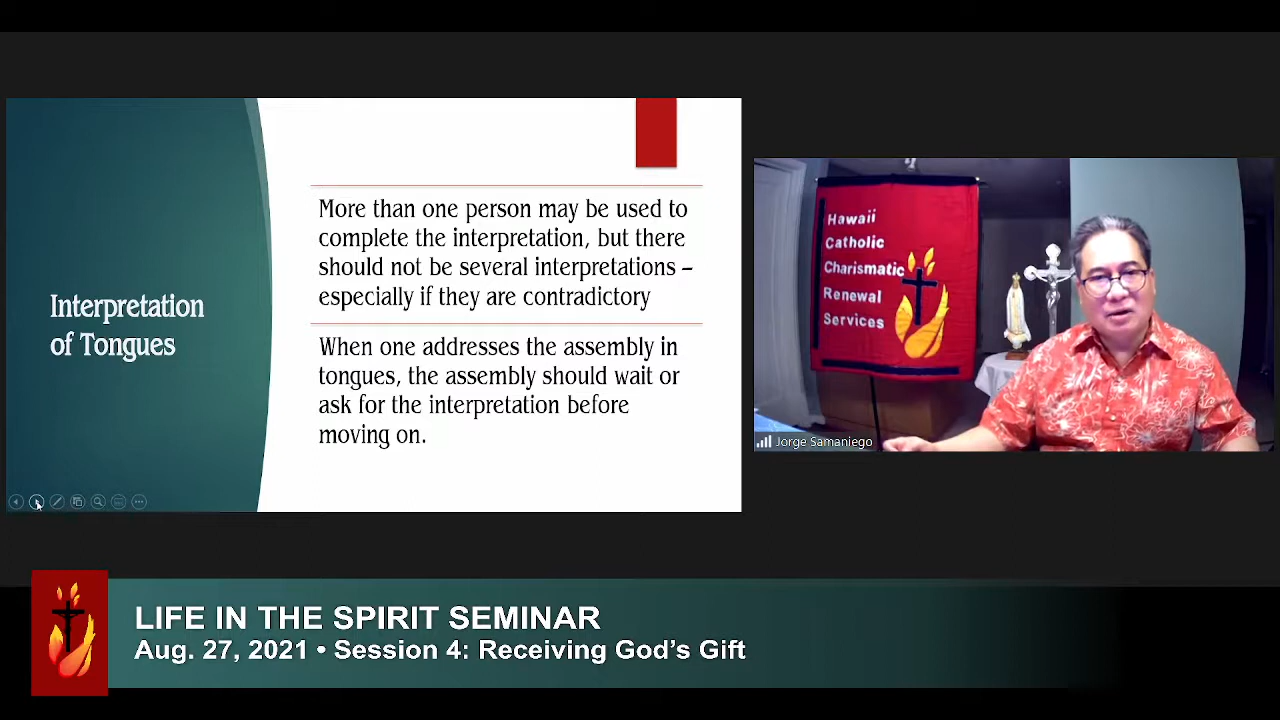 Interpretation
of Tongues
More than one person may be used to
complete the interpretation, but there
should not be several interpretations –
especially if they are contradictory
When one addresses the assembly in
tongues, the assembly should wait or
ask for the interpretation before
moving on.
Hawaii
Catholic
Charismatic
Renewal
Services
Jorge Samaniego
LIFE IN THE SPIRIT SEMINAR
Aug. 27, 2021 • Session 4: Receiving God's Gift